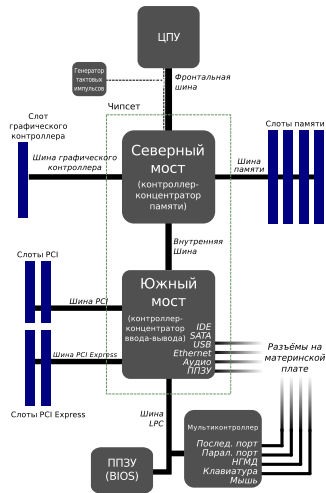 ЦПУ
Генератор
тактовых
импульсов
Фронтальная
шина
Чипсет
Слот
графического
контроллера
Слоты памяти
Северный
мост
(контроллер-
концентратор
памяти)
Шина графического
контроллера
Шина
памяти
Внутренняя
Шина
Слоты PCI
Южный
мост
(контроллер-
концентратор
ввода-вывода)
IDE
SATA
USB
Ethernet
Аудио
ППЗУ
Шина PCI
Шина PCI Express
Разъёмы на
материнской
плате
Слоты PCI Express
Шина
LPC
Мультиконтроллер
Послед. порт
Парал. порт
НГМД
Клавиатура
Мышь
ППЗУ
(BIOS)